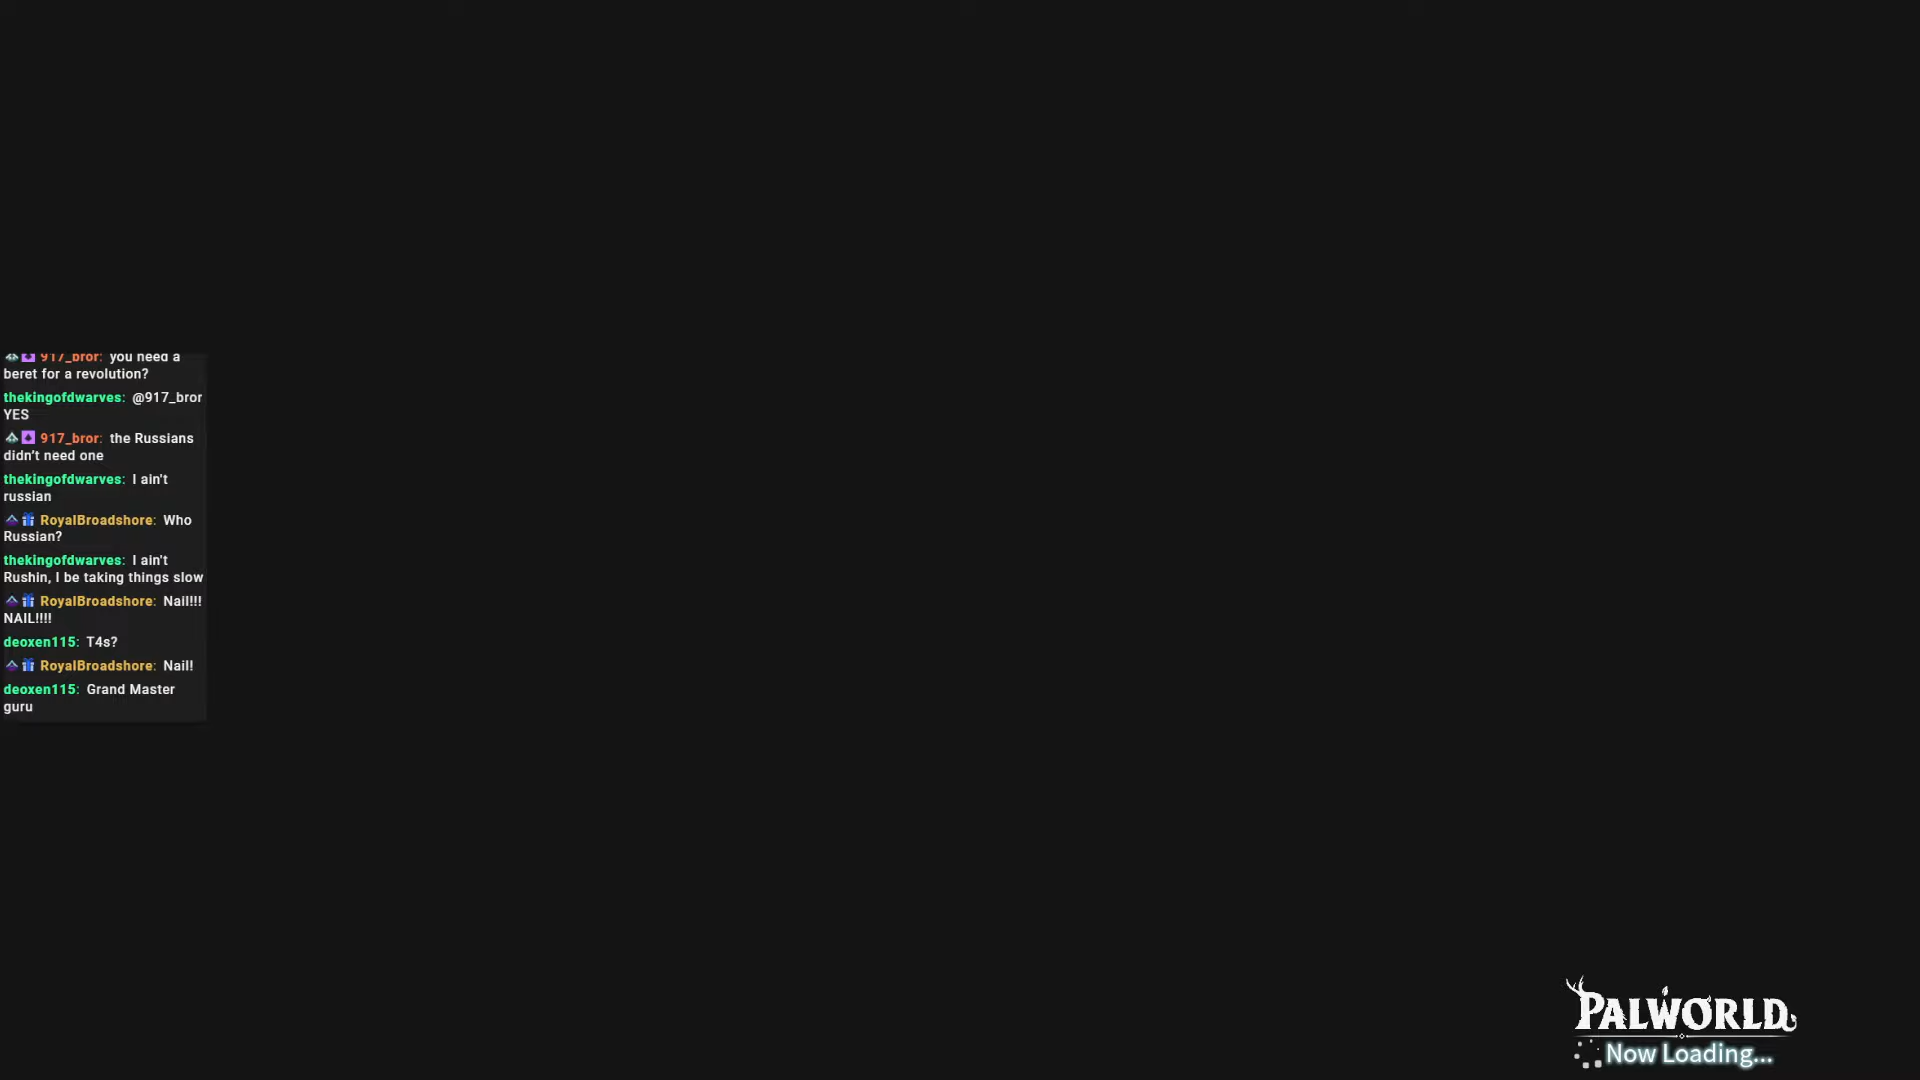 917_bror: you need a
beret for a revolution?
thekingofdwarves: @917_bror
YES
917_bror: the Russians
didn't need one
thekingofdwarves: I ain't
russian
RoyalBroadshore: Who
Russian?
thekingofdwarves: I ain't
Rushin, I be taking things slow
RoyalBroadshore: Nail!!!
NAIL!!!!
deoxen115: T4s?
RoyalBroadshore: Nail!
deoxen115: Grand Master
guru
PALWORLD
Now Loading...